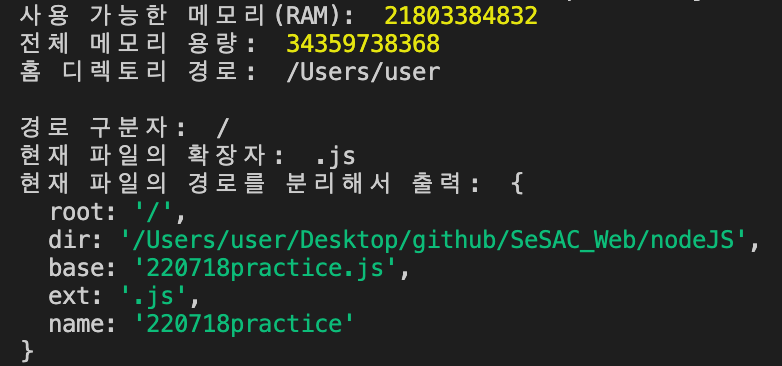 사용 가능한 메모리(RAM): 21803384832
전체 메모리 용량: 34359738368
홈 디렉토리 경로: /Users/user
경로 구분자: /
현재 파일의 확장자: .js
현재 파일의 경로를 분리해서 출력: {
  root: '/',
  dir: '/Users/user/Desktop/github/SeSAC_Web/nodeJS',
  base: '220718practice.js',
  ext: '.js',
  name: '220718practice'
}